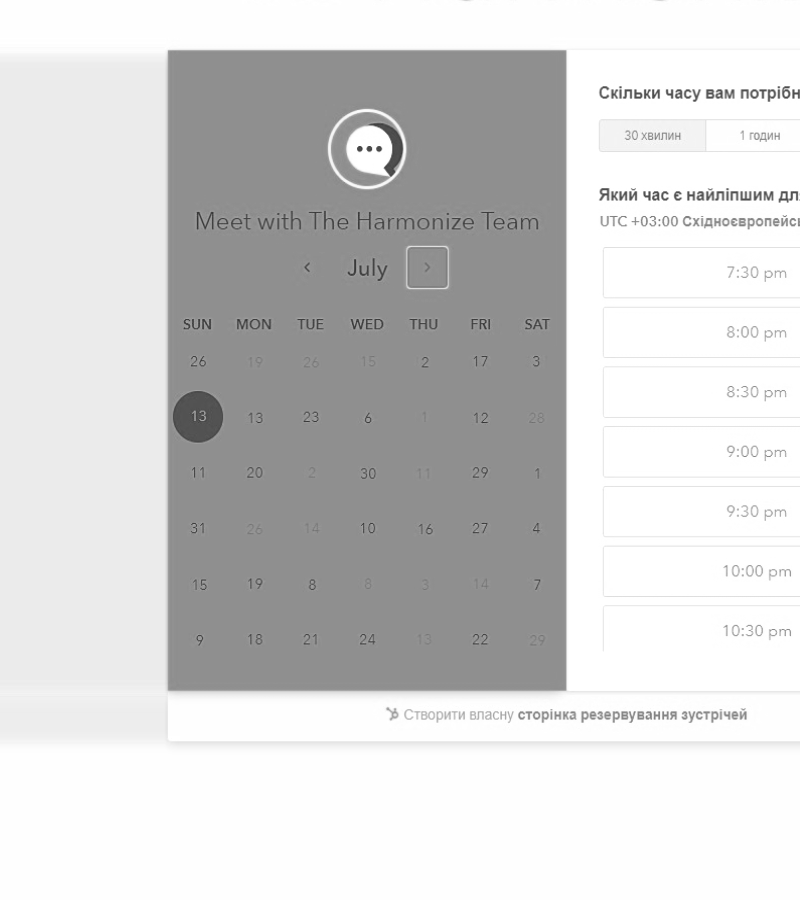 Meet with The Harmonize Team
July
SUN MON TUE WED THU FRI SAT
26 19 26 15 2 17 3
13 13 23 6 1 12 28
11 20 2 30 11 29 1
31 26 14 10 16 27 4
15 19 8 8 3 14 7
9 18 21 24 13 22 29
Скільки часу вам потрібн
30 хвилин 1 годин
Який час є найліпшим дл
UTC +03:00 Східноєвропейсь
7:30 pm
8:00 pm
8:30 pm
9:00 pm
9:30 pm
10:00 pm
10:30 pm
Створити власну сторінка резервування зустрічей